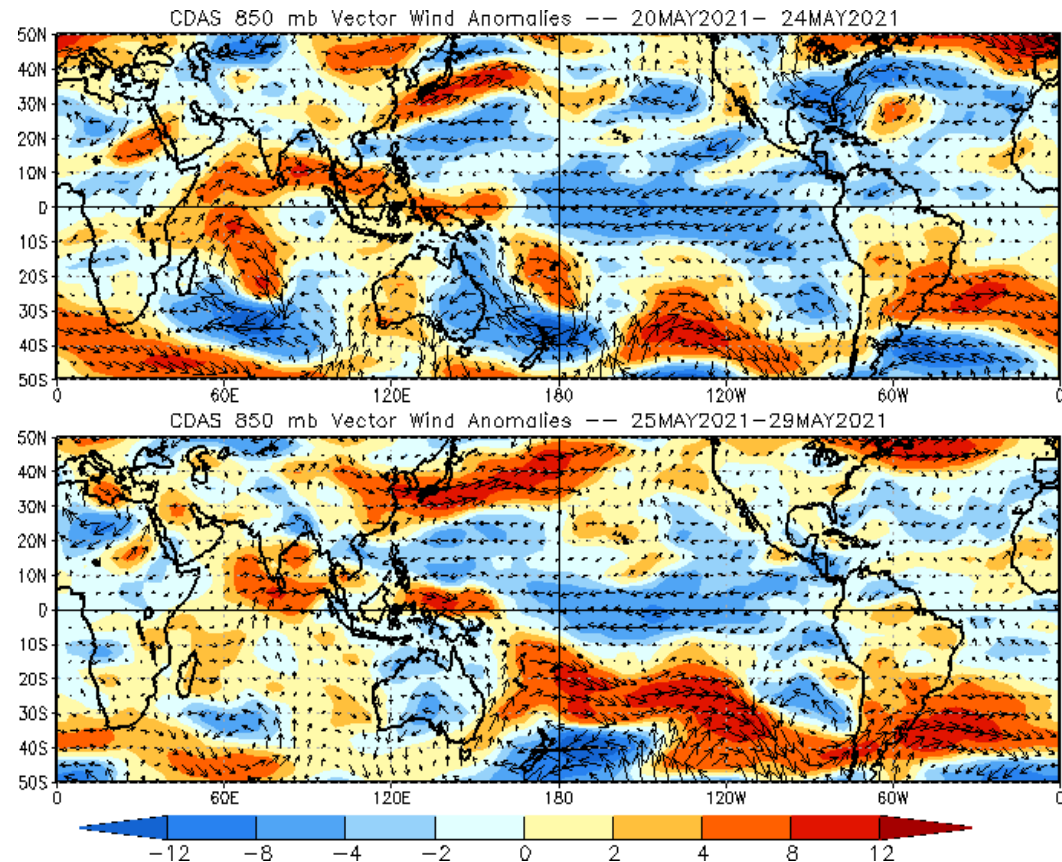 CDAS 850 mb Vector Wind Anomalies -- 20MAY2021- 24MAY2021
50N
40N
30N
20N
10N
0
10S
20S
30S
40S
50S
0 60E 120E 180 120W 60W 0
CDAS 850 mb Vector Wind Anomalies -- 25MAY2021-29MAY2021
50N
40N
30N
20N
10N
0
10S
20S
30S
40S
50S
0 60E 120E 180 120W 60W 0
-12 -8 -4 -2 0 2 4 8 12